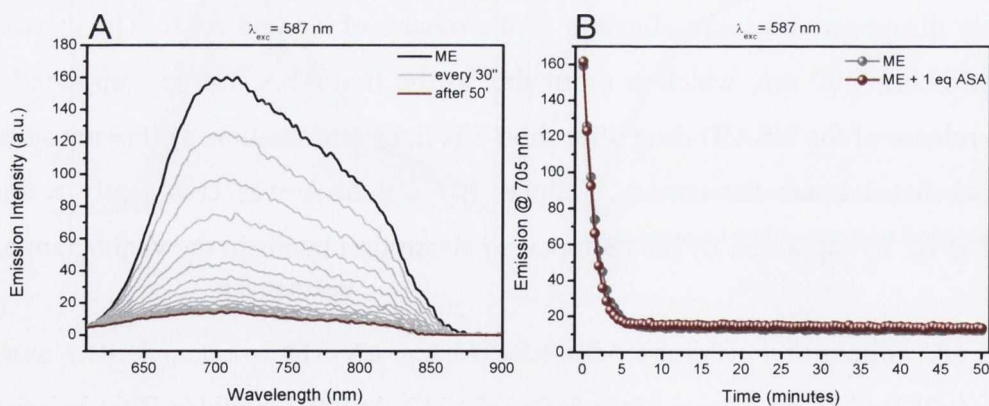 A
λexc = 587 nm
ME
every 30"
after 50'
Emission Intensity (a.u.)
180
160
140
120
100
80
60
40
20
0
650 700 750 800 850 900
Wavelength (nm)
B
λexc = 587 nm
ME
ME + 1 eq ASA
Emission @ 705 nm
180
160
140
120
100
80
60
40
20
0
0 5 10 15 20 25 30 35 40 45 50
Time (minutes)